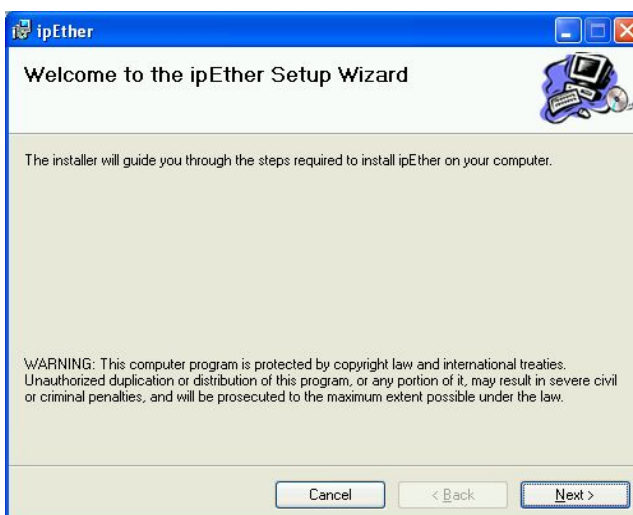 ipEther
Welcome to the ipEther Setup Wizard
The installer will guide you through the steps required to install ipEther on your computer.
WARNING: This computer program is protected by copyright law and international treaties.
Unauthorized duplication or distribution of this program, or any portion of it, may result in severe civil
or criminal penalties, and will be prosecuted to the maximum extent possible under the law.
Cancel
< Back
Next >